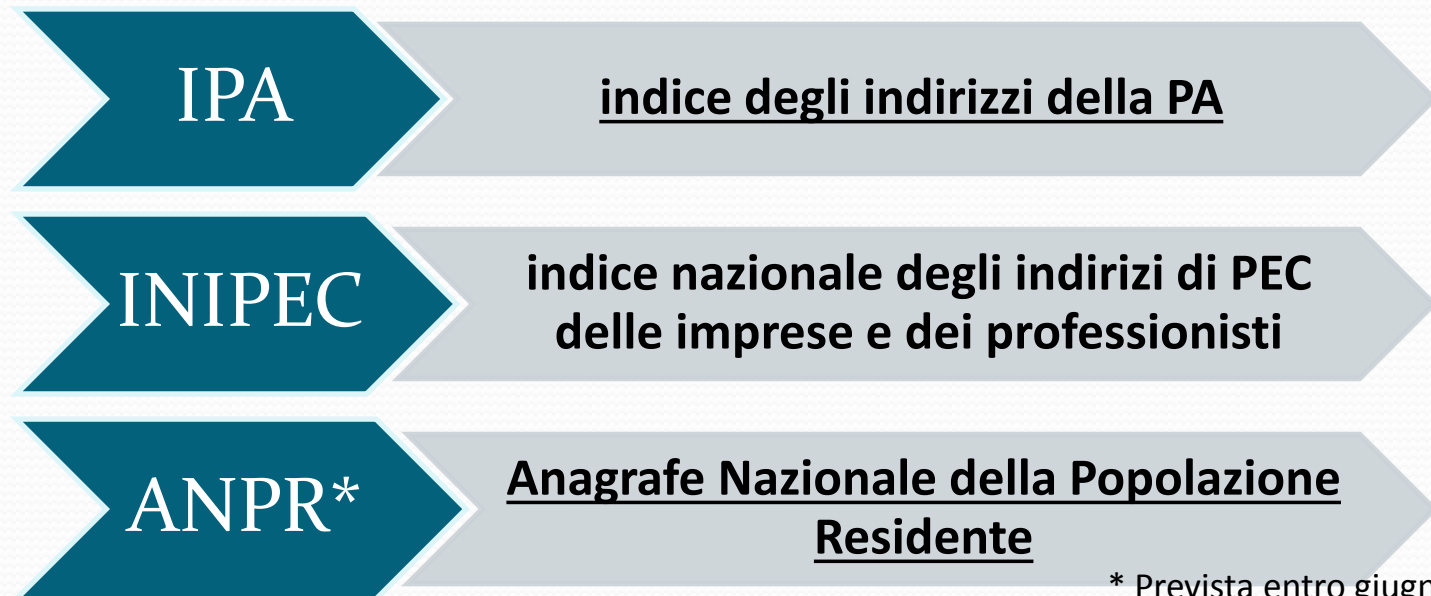 IPA
indice degli indirizzi della PA
INIPEC
indice nazionale degli indirizi di PEC
delle imprese e dei professionisti
ANPR*
Anagrafe Nazionale della Popolazione
Residente
* Prevista entro